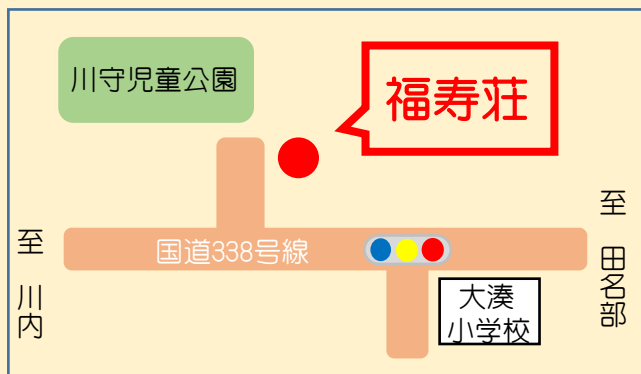 川守児童公園
福寿荘
至 田名部
至 川内
国道338号線
大湊
小学校